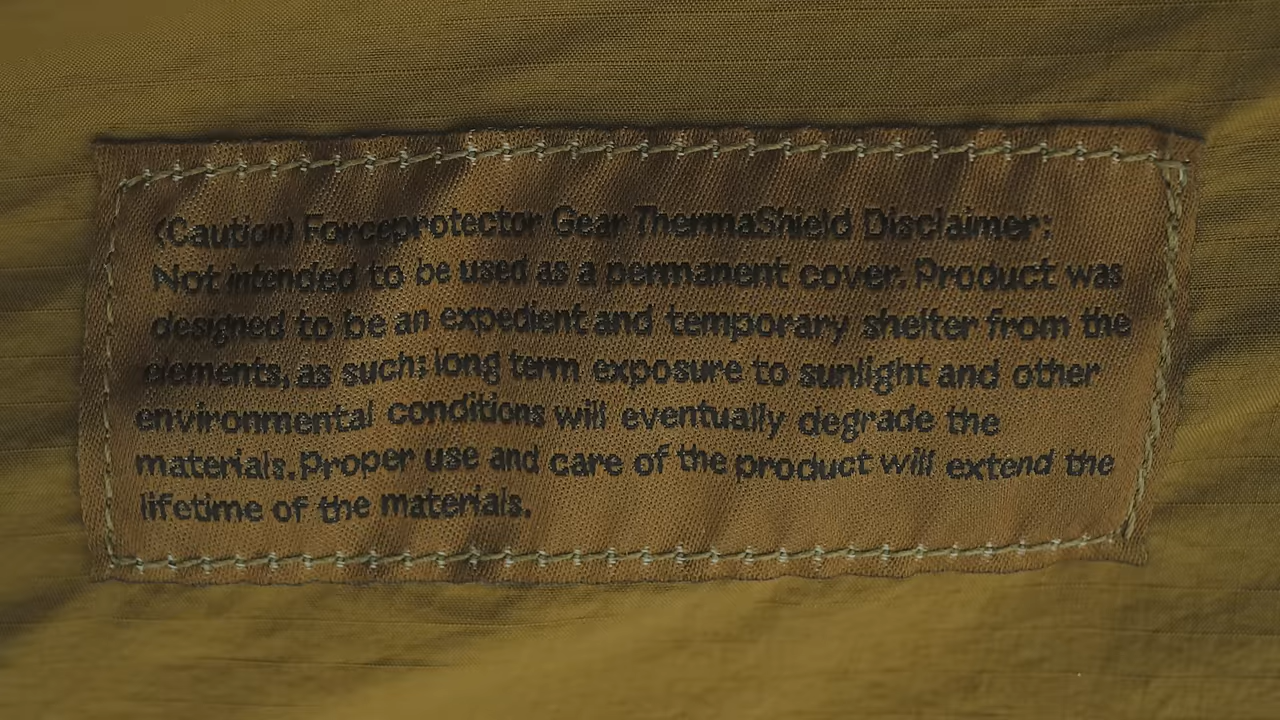 (Caution) Forceprotector Gear ThermaShield Disclaimer:
Not intended to be used as a permanent cover. Product was
designed to be an expedient and temporary shelter from the
elements, as such; long term exposure to sunlight and other
environmental conditions will eventually degrade the
materials. Proper use and care of the product will extend the
lifetime of the materials.